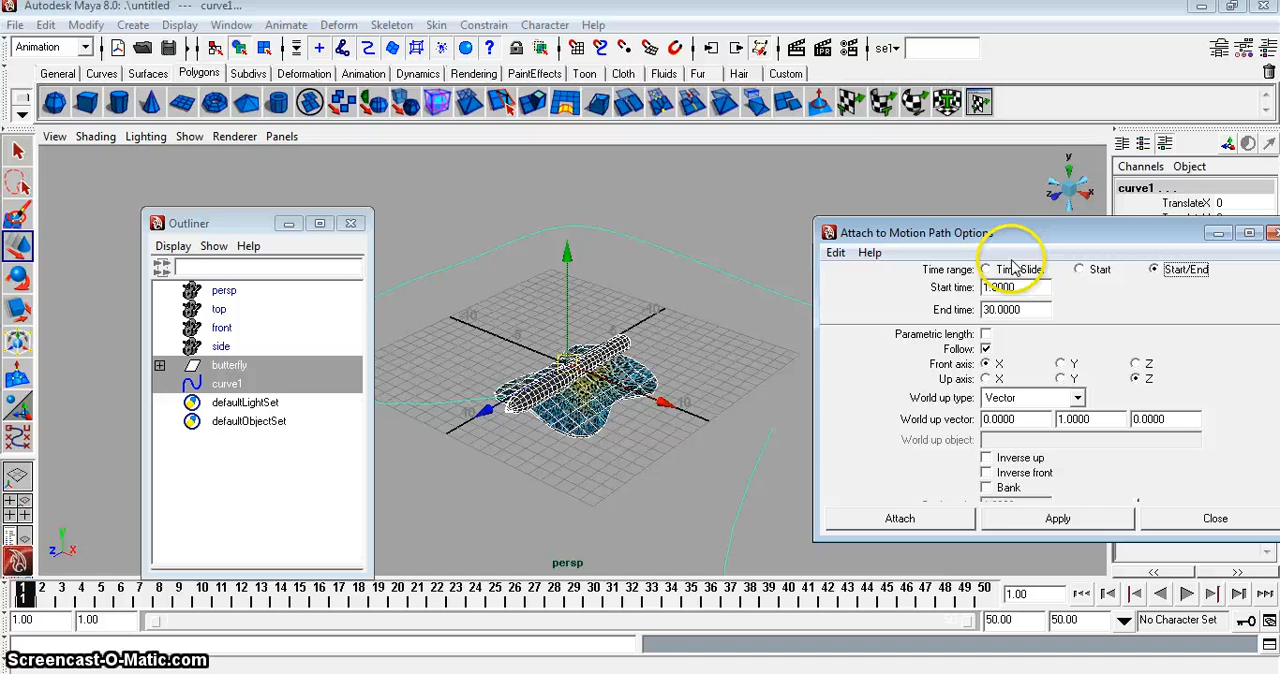 Autodesk Maya 8.0: .\untitled --- curve1...
File Edit Modify Create Display Window Animate Deform Skeleton Skin Constrain Character Help
Animation sel
General Curves Surfaces Polygons Subdivs Deformation Animation Dynamics Rendering PaintEffects Toon Cloth Fluids Fur Hair Custom
View Shading Lighting Show Renderer Panels
Channels Object
curve1 . . .
TranslateX 0
y
z x
Outliner
Display Show Help
persp
top
front
side
butterfly
curve1
defaultLightSet
defaultObjectSet
Attach to Motion Path Options
Edit Help
Time range: Time Slider Start Start/End
Start time: 1.0000
End time: 30.0000
Parametric length:
Follow:
Front axis: X Y Z
Up axis: X Y Z
World up type: Vector
World up vector: 0.0000 1.0000 0.0000
World up object:
Inverse up
Inverse front
Bank
Attach Apply Close
y
z x
persp
<< >>
1 2 3 4 5 6 7 8 9 10 11 12 13 14 15 16 17 18 19 20 21 22 23 24 25 26 27 28 29 30 31 32 33 34 35 36 37 38 39 40 41 42 43 44 45 46 47 48 49 50 1.00
1.00 1.00 50.00 50.00 No Character Set
Screencast-O-Matic.com